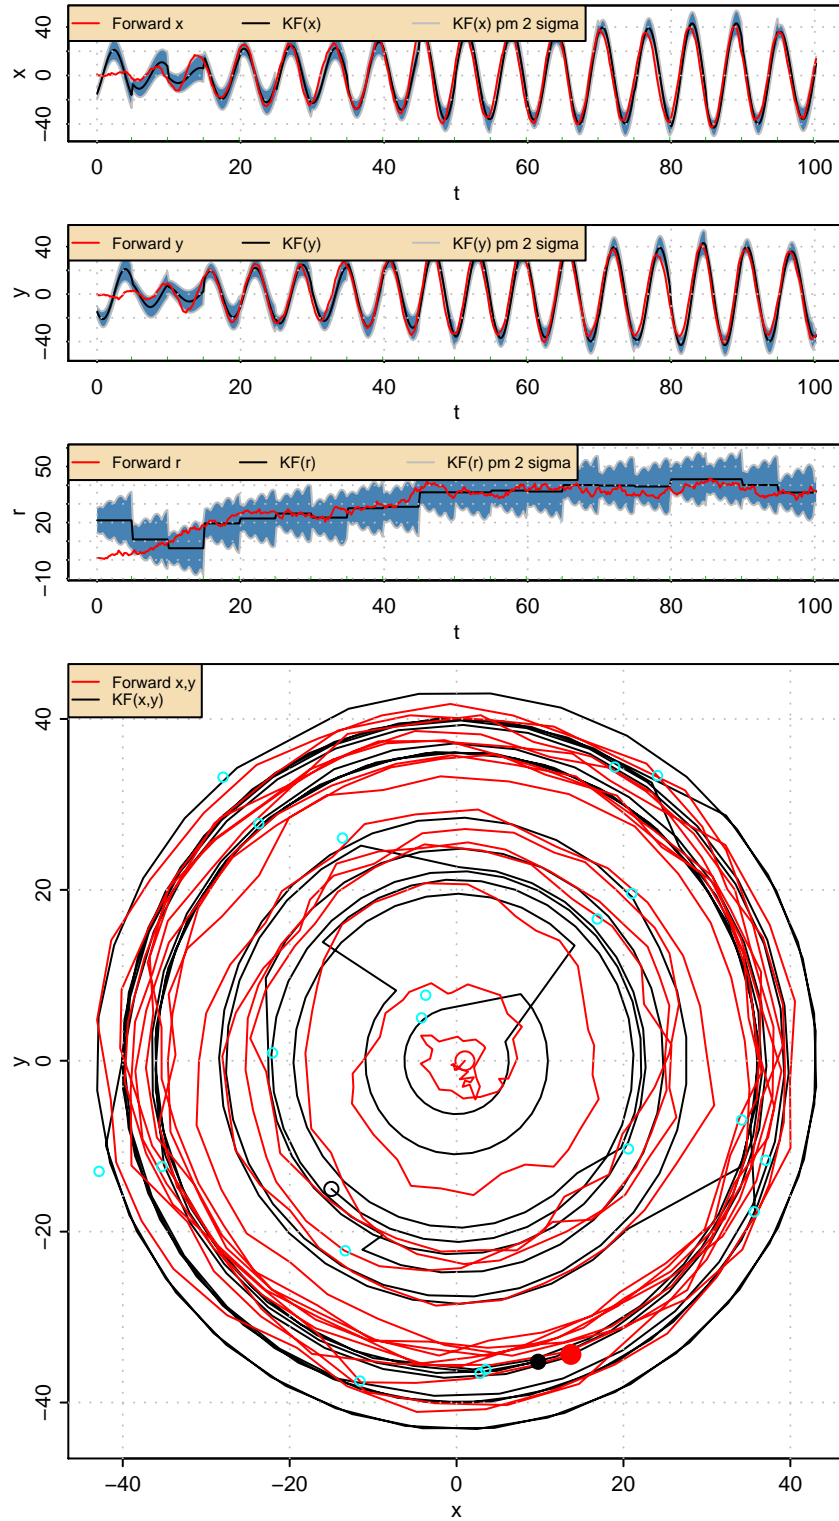 Forward x KF(x) KF(x) pm 2 sigma
40
0
−40
x
0 20 40 60 80 100
t
Forward y KF(y) KF(y) pm 2 sigma
40
0
−40
y
0 20 40 60 80 100
t
Forward r KF(r) KF(r) pm 2 sigma
50
20
−10
r
0 20 40 60 80 100
t
Forward x,y
KF(x,y)
40
20
0
−20
−40
y
−40 −20 0 20 40
x